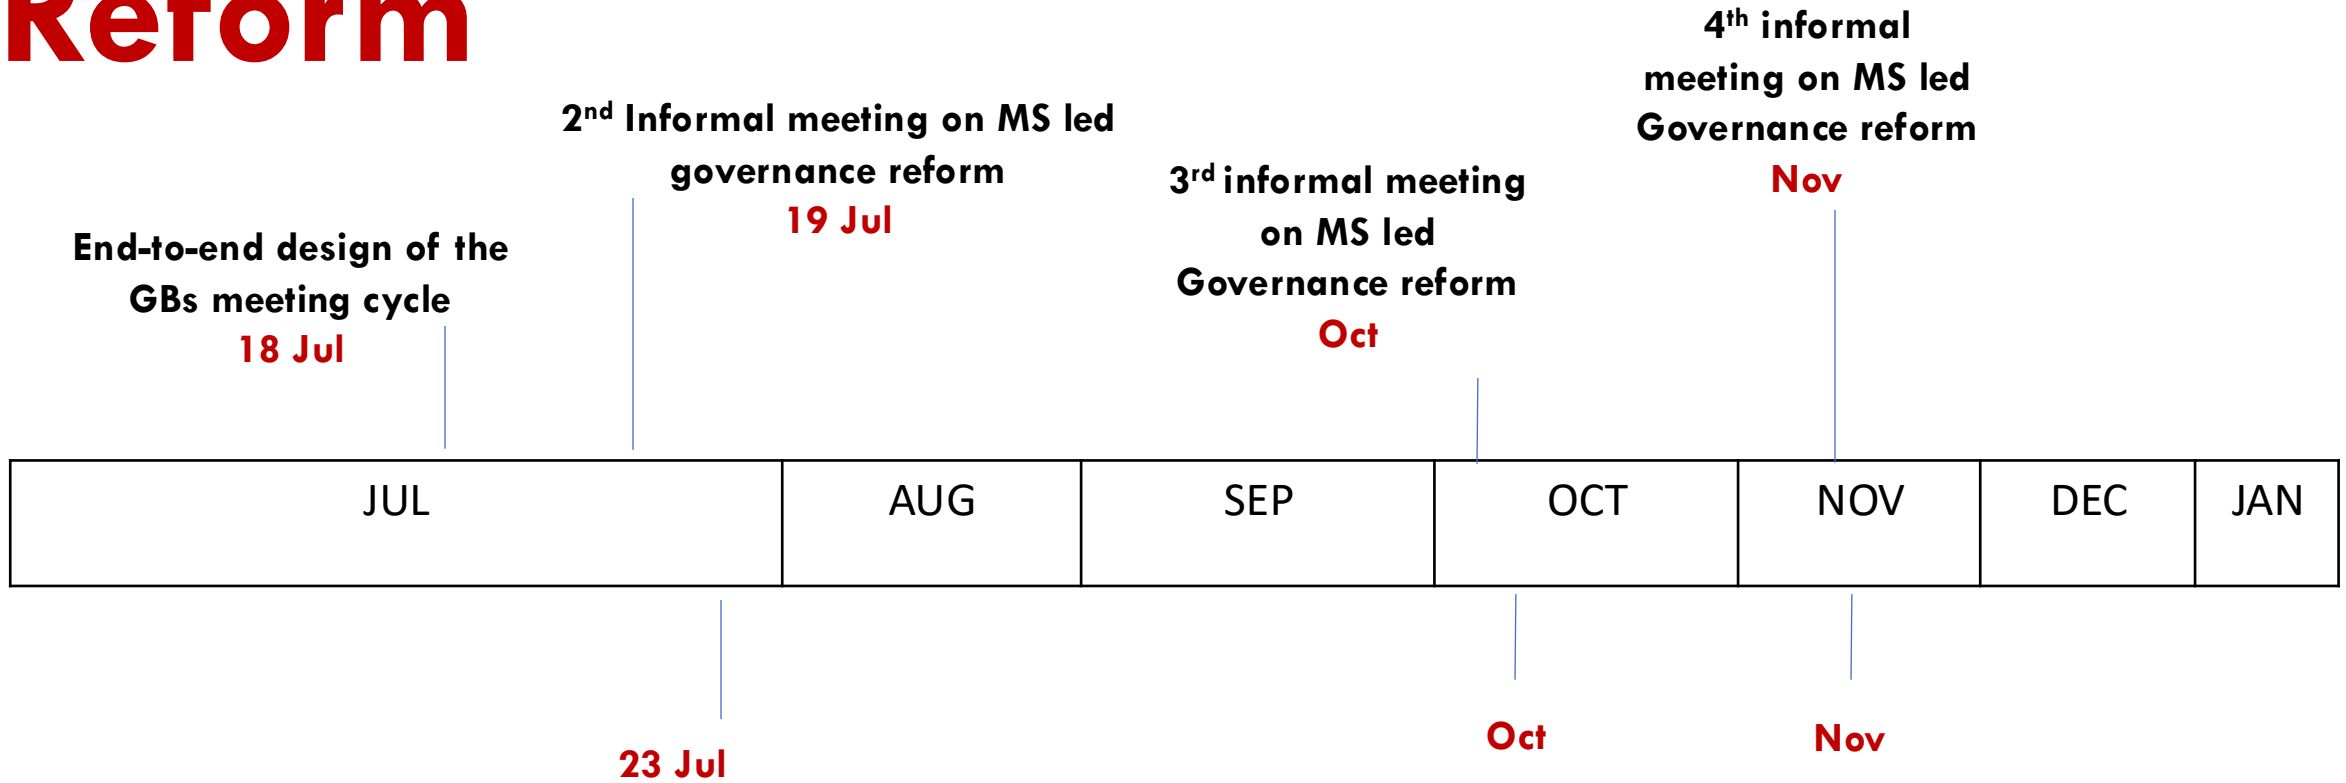 Reform
4th informal
meeting on MS led
Governance reform
Nov
2nd Informal meeting on MS led
governance reform
19 Jul
3rd informal meeting
on MS led
Governance reform
Oct
End-to-end design of the
GBs meeting cycle
18 Jul
JUL AUG SEP OCT NOV DEC JAN
23 Jul
Oct
Nov